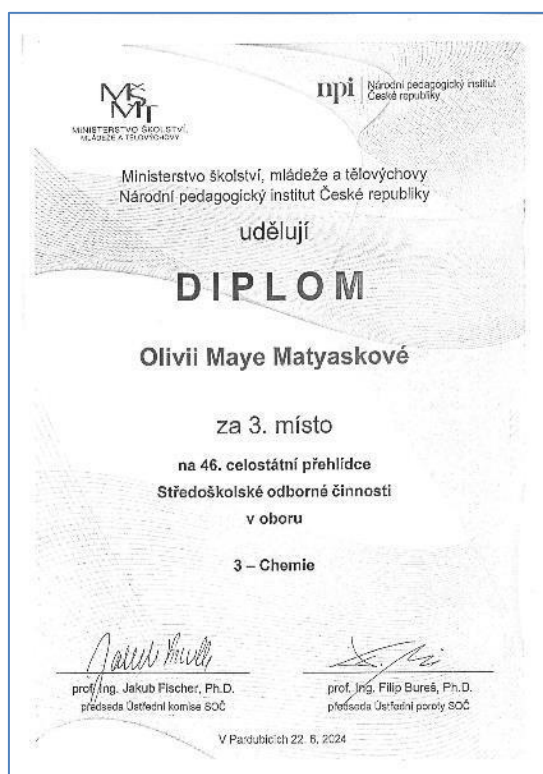 MŠMT
MINISTERSTVO ŠKOLSTVÍ,
MLÁDEŽE A TĚLOVÝCHOVY
npi
Národní pedagogický institut
České republiky
Ministerstvo školství, mládeže a tělovýchovy
Národní pedagogický institut České republiky
udělují
DIPLOM
Olivii Maye Matyaskové
za 3. místo
na 46. celostátní přehlídce
Středoškolské odborné činnosti
v oboru
3 – Chemie
prof. Ing. Jakub Fischer, Ph.D.
předseda Ústřední komise SOČ
prof. Ing. Filip Bureš, Ph.D.
předseda Ústřední poroty SOČ
V Pardubicích 22. 6. 2024